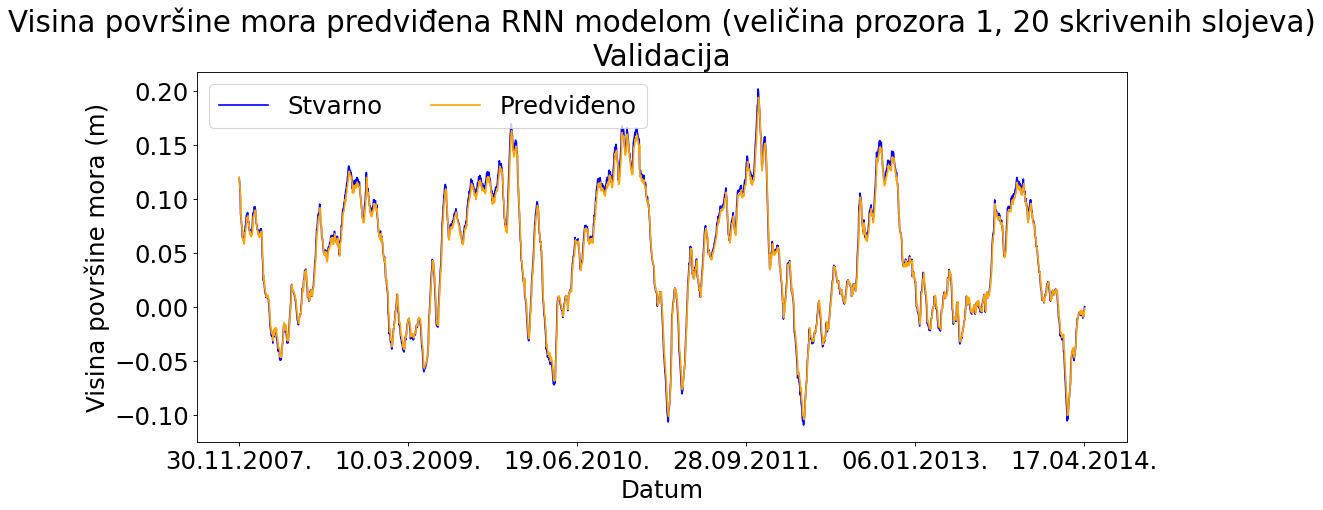 Visina površine mora predviđena RNN modelom (veličina prozora 1, 20 skrivenih slojeva)
Validacija
Stvarno Predviđeno
Visina površine mora (m)
0.20
0.15
0.10
0.05
0.00
−0.05
−0.10
30.11.2007. 10.03.2009. 19.06.2010. 28.09.2011. 06.01.2013. 17.04.2014.
Datum